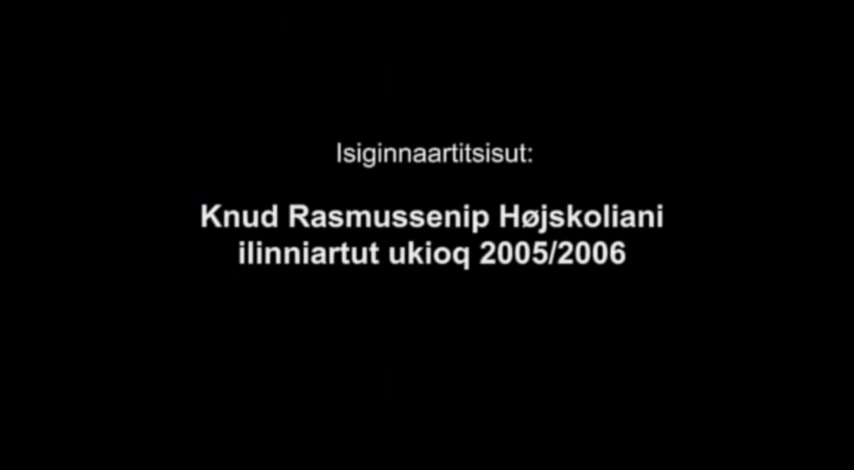 Isiginnaartitsisut:
Knud Rasmussenip Højskoliani
ilinniartut ukioq 2005/2006